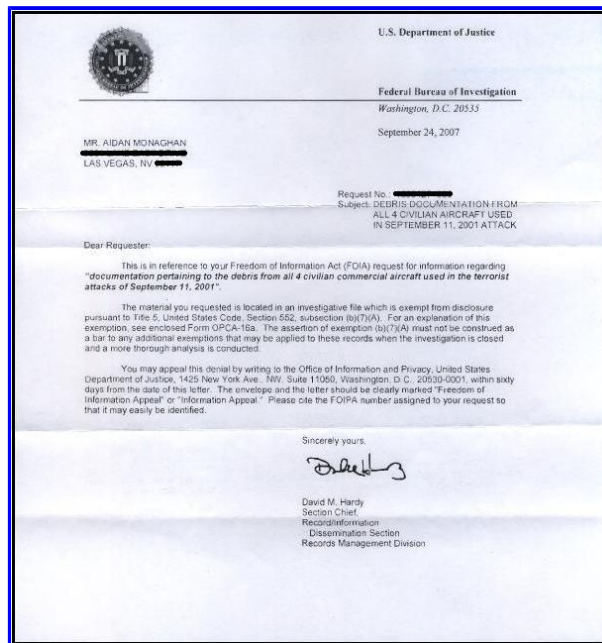 U.S. Department of Justice
Federal Bureau of Investigation
Washington, D.C. 20535
September 24, 2007
MR. AIDAN MONAGHAN
LAS VEGAS, NV
Request No.:
Subject: DEBRIS DOCUMENTATION FROM
ALL 4 CIVILIAN AIRCRAFT USED
IN SEPTEMBER 11, 2001 ATTACK
Dear Requester:
This is in reference to your Freedom of Information Act (FOIA) request for information regarding
"documentation pertaining to the debris from all 4 civilian commercial aircraft used in the terrorist
attacks of September 11, 2001".
The material you requested is located in an investigative file which is exempt from disclosure
pursuant to Title 5, United States Code, Section 552, subsection (b)(7)(A). For an explanation of this
exemption, see enclosed Form OPCA-16a. The assertion of exemption (b)(7)(A) must not be construed as
a bar to any additional exemptions that may be applied to these records when the investigation is closed
and a more thorough analysis is conducted.
You may appeal this denial by writing to the Office of Information and Privacy, United States
Department of Justice, 1425 New York Ave., NW, Suite 11050, Washington, D.C. 20530-0001, within sixty
days from the date of this letter. The envelope and the letter should be clearly marked "Freedom of
Information Appeal" or "Information Appeal." Please cite the FOIPA number assigned to your request so
that it may easily be identified.
Sincerely yours,
David M. Hardy
Section Chief,
Record/Information
Dissemination Section
Records Management Division